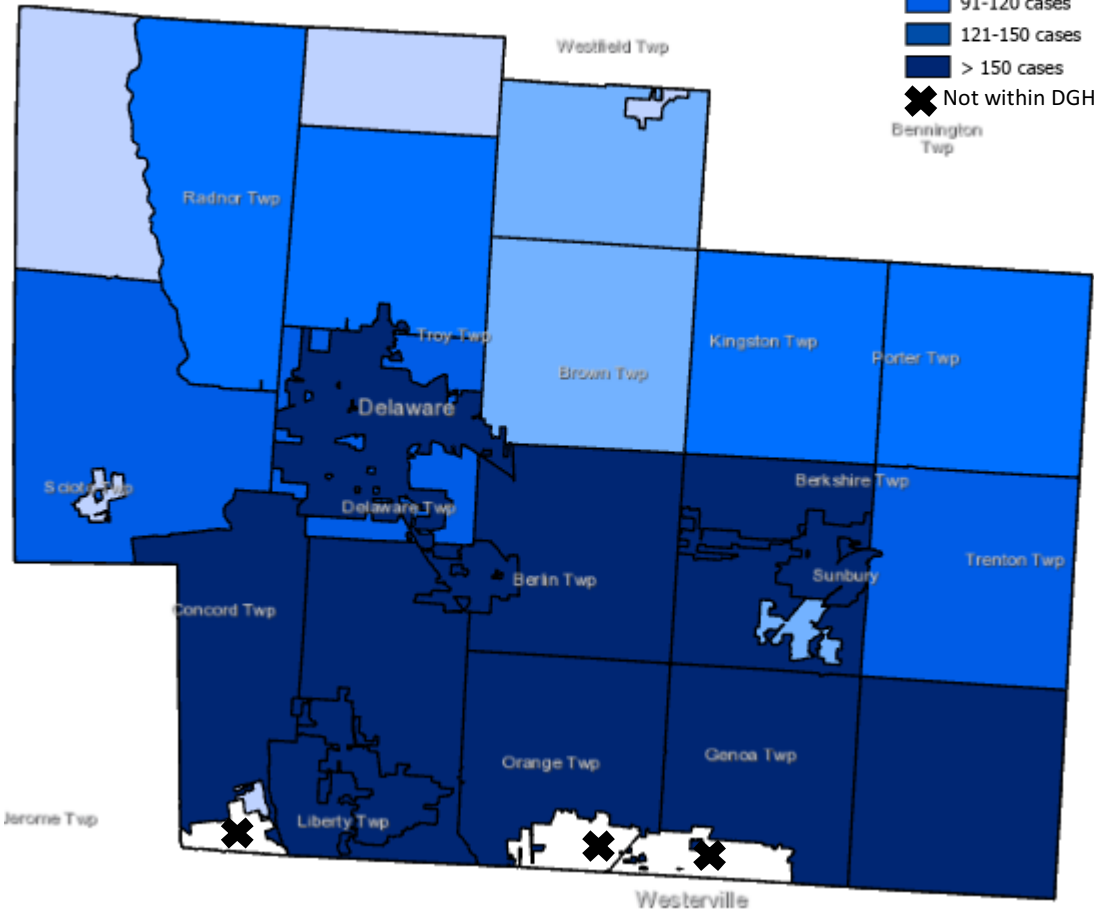 91-120 cases
121-150 cases
> 150 cases
Not within DGH
Westfield Twp
Bennington
Twp
Radnor Twp
Troy Twp
Kingston Twp
Porter Twp
Brown Twp
Delaware
Scioto Twp
Berkshire Twp
Delaware Twp
Trenton Twp
Sunbury
Berlin Twp
Concord Twp
Genoa Twp
Orange Twp
Jerome Twp
Liberty Twp
Westerville